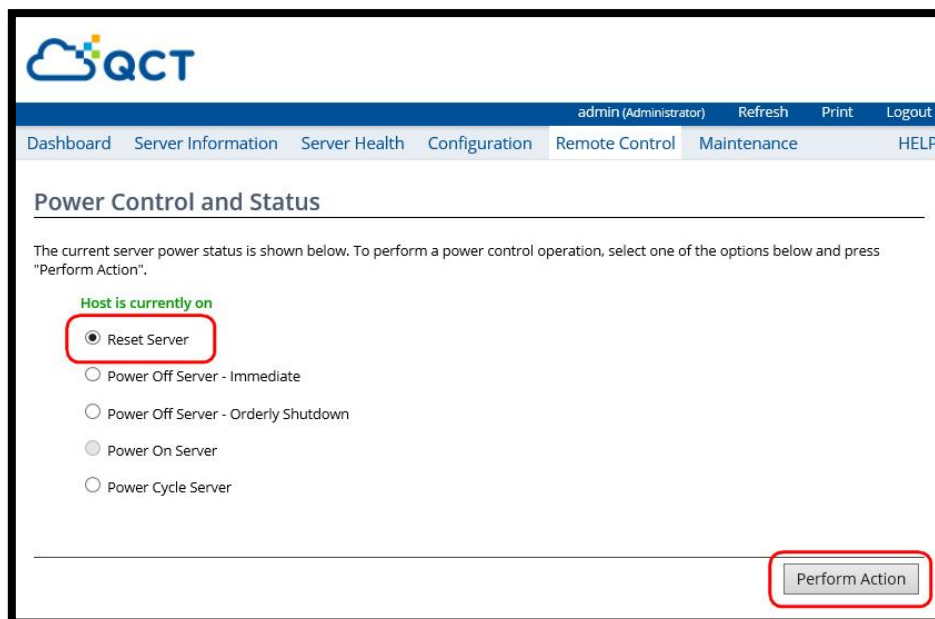 QCT
admin (Administrator) Refresh Print Logout
Dashboard Server Information Server Health Configuration Remote Control Maintenance HELP
Power Control and Status
The current server power status is shown below. To perform a power control operation, select one of the options below and press
"Perform Action".
Host is currently on
Reset Server
Power Off Server - Immediate
Power Off Server - Orderly Shutdown
Power On Server
Power Cycle Server
Perform Action